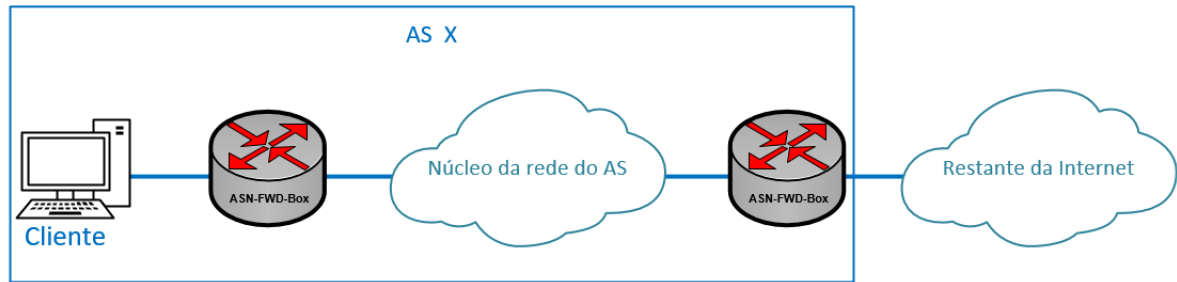 AS X
Cliente
ASN-FWD-Box
Núcleo da rede do AS
ASN-FWD-Box
Restante da Internet